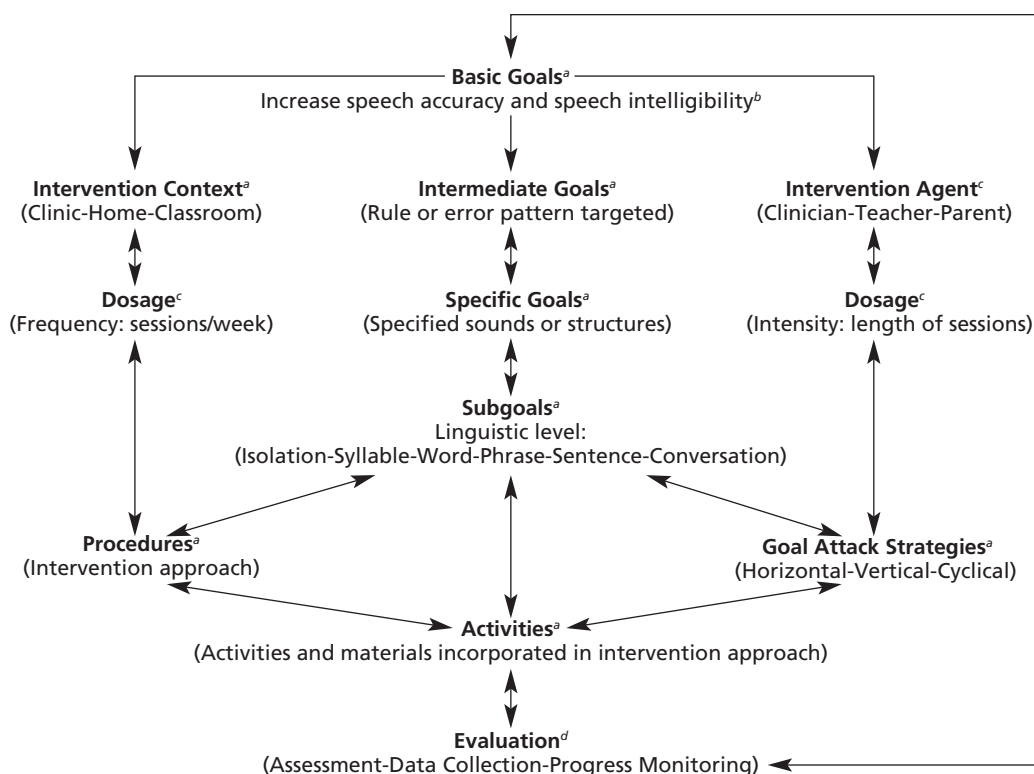 Basic Goalsᵃ
Increase speech accuracy and speech intelligibilityᵇ
Intervention Contextᵃ
(Clinic-Home-Classroom)
Intermediate Goalsᵃ
(Rule or error pattern targeted)
Intervention Agentᶜ
(Clinician-Teacher-Parent)
Dosageᶜ
(Frequency: sessions/week)
Specific Goalsᵃ
(Specified sounds or structures)
Dosageᶜ
(Intensity: length of sessions)
Subgoalsᵃ
Linguistic level:
(Isolation-Syllable-Word-Phrase-Sentence-Conversation)
Proceduresᵃ
(Intervention approach)
Goal Attack Strategiesᵃ
(Horizontal-Vertical-Cyclical)
Activitiesᵃ
(Activities and materials incorporated in intervention approach)
Evaluationᵈ
(Assessment-Data Collection-Progress Monitoring)